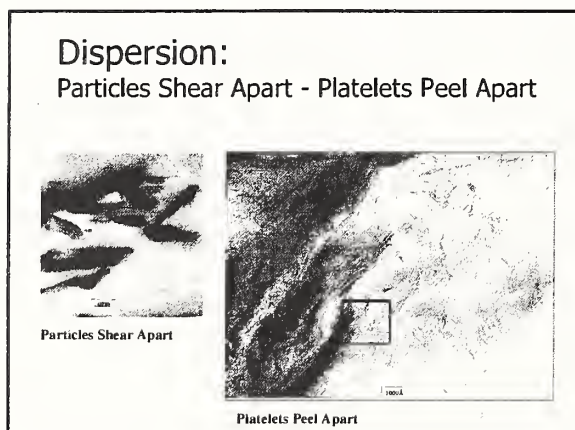 Dispersion:
Particles Shear Apart - Platelets Peel Apart
Particles Shear Apart
Platelets Peel Apart